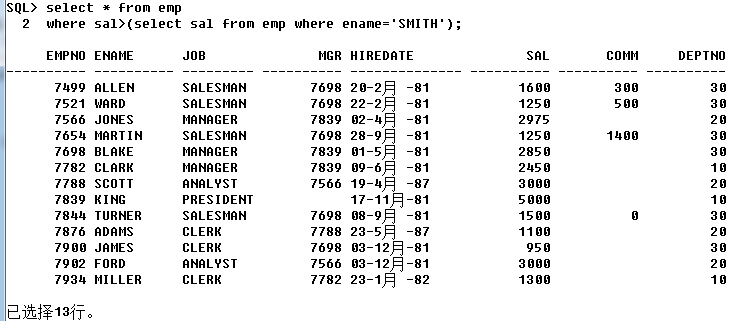 SQL> select * from emp
  2  where sal>(select sal from emp where ename='SMITH');
     EMPNO ENAME      JOB              MGR HIREDATE              SAL       COMM     DEPTNO
---------- ---------- --------- ---------- -------------- ---------- ---------- ----------
      7499 ALLEN      SALESMAN        7698 20-2月 -81           1600        300         30
      7521 WARD       SALESMAN        7698 22-2月 -81           1250        500         30
      7566 JONES      MANAGER         7839 02-4月 -81           2975                    20
      7654 MARTIN     SALESMAN        7698 28-9月 -81           1250       1400         30
      7698 BLAKE      MANAGER         7839 01-5月 -81           2850                    30
      7782 CLARK      MANAGER         7839 09-6月 -81           2450                    10
      7788 SCOTT      ANALYST         7566 19-4月 -87           3000                    20
      7839 KING       PRESIDENT            17-11月-81           5000                    10
      7844 TURNER     SALESMAN        7698 08-9月 -81           1500          0         30
      7876 ADAMS      CLERK           7788 23-5月 -87           1100                    20
      7900 JAMES      CLERK           7698 03-12月-81            950                    30
      7902 FORD       ANALYST         7566 03-12月-81           3000                    20
      7934 MILLER     CLERK           7782 23-1月 -82           1300                    10
已选择13行。